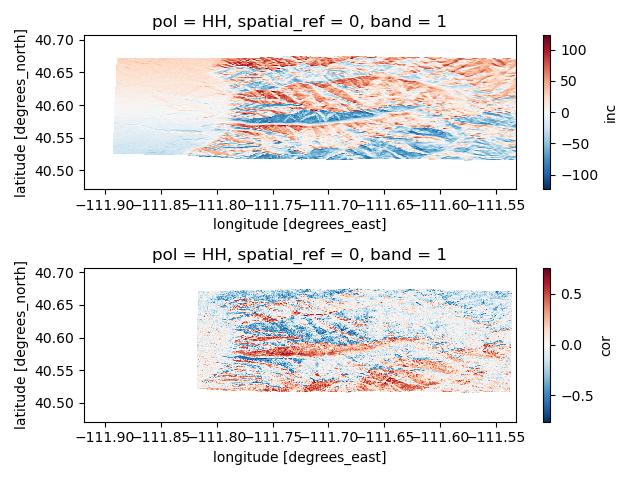 pol = HH, spatial_ref = 0, band = 1
40.70
40.65
40.60
40.55
40.50
latitude [degrees_north]
−111.90 −111.85 −111.80 −111.75 −111.70 −111.65 −111.60 −111.55
longitude [degrees_east]
100
50
0
−50
−100
inc
pol = HH, spatial_ref = 0, band = 1
40.70
40.65
40.60
40.55
40.50
latitude [degrees_north]
−111.90 −111.85 −111.80 −111.75 −111.70 −111.65 −111.60 −111.55
longitude [degrees_east]
0.5
0.0
−0.5
cor